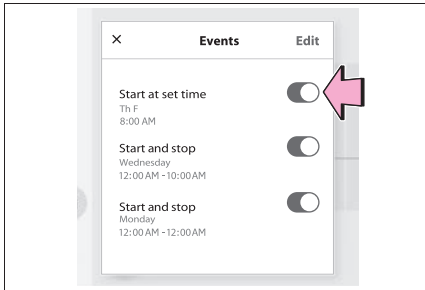 × Events Edit
Start at set time
Th F
8:00 AM
Start and stop
Wednesday
12:00 AM - 10:00 AM
Start and stop
Monday
12:00 AM - 12:00 AM